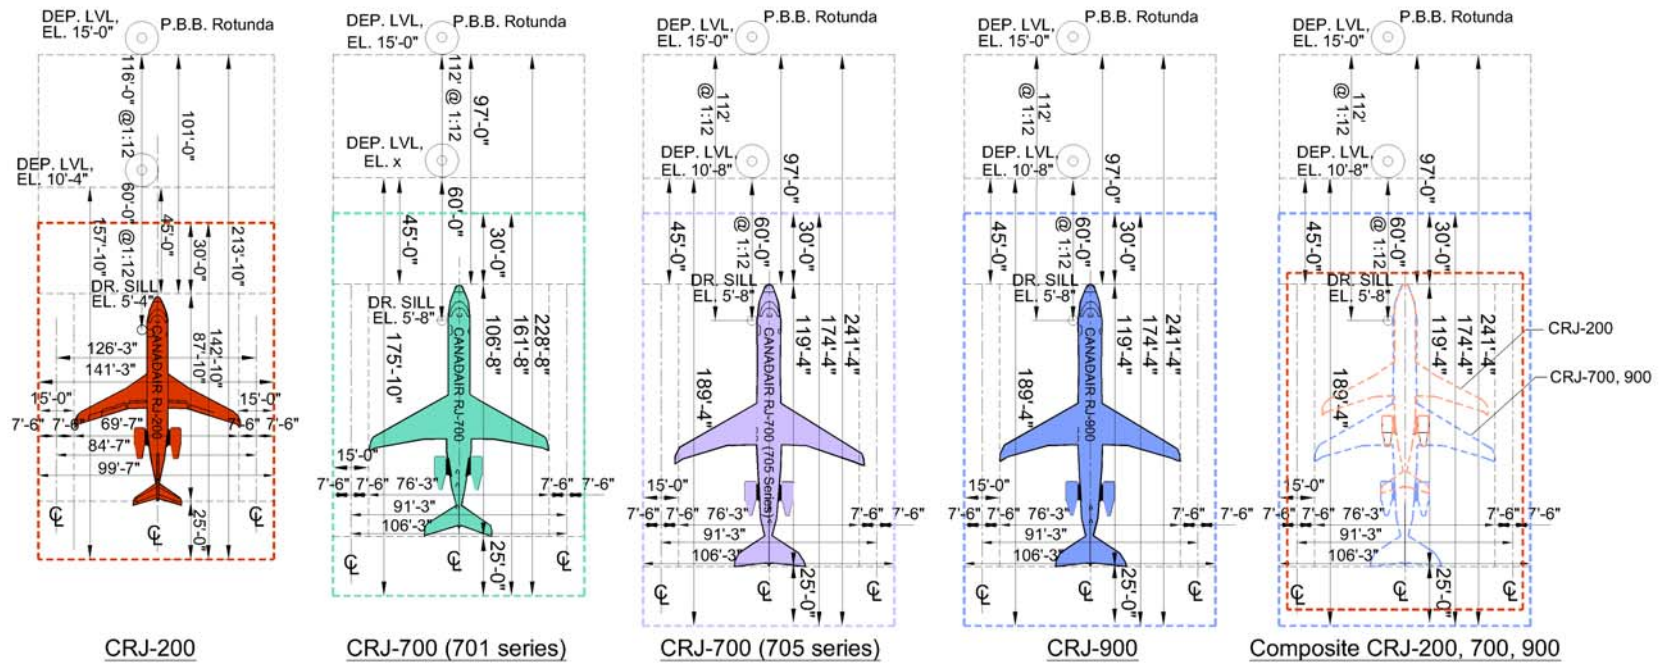 DEP. LVL,
EL. 15'-0"
P.B.B. Rotunda
116'-0" @1:12
101'-0"
DEP. LVL,
EL. 10'-4"
60'-0" @1:12
157'-10"
45'-0"
30'-0"
213'-10"
DR. SILL
EL. 5'-4"
142'-10"
87'-10"
126'-3"
141'-3"
CANADAIR RJ-200
15'-0"
15'-0"
7'-6" 7'-6" 69'-7" 7'-6" 7'-6"
84'-7"
99'-7"
25'-0"
CRJ-200
DEP. LVL,
EL. 15'-0"
P.B.B. Rotunda
112'
@ 1:12
97'-0"
DEP. LVL,
EL. x
60'-0"
45'-0"
30'-0"
DR. SILL
EL. 5'-8"
CANADAIR RJ-700
106'-8"
161'-8"
228'-8"
175'-10"
15'-0"
7'-6" 7'-6" 76'-3" 7'-6" 7'-6"
91'-3"
106'-3"
25'-0"
CRJ-700 (701 series)
DEP. LVL,
EL. 15'-0"
P.B.B. Rotunda
112'
@ 1:12
DEP. LVL,
EL. 10'-8"
97'-0"
45'-0"
60'-0"
@ 1:12
30'-0"
DR. SILL
EL. 5'-8"
CANADAIR RJ-700 (705 Series)
119'-4"
174'-4"
241'-4"
189'-4"
15'-0"
7'-6" 7'-6" 76'-3" 7'-6" 7'-6"
91'-3"
106'-3"
25'-0"
CRJ-700 (705 series)
DEP. LVL,
EL. 15'-0"
P.B.B. Rotunda
112'
@ 1:12
DEP. LVL,
EL. 10'-8"
97'-0"
45'-0"
60'-0"
@ 1:12
30'-0"
DR. SILL
EL. 5'-8"
CANADAIR RJ-900
119'-4"
174'-4"
241'-4"
189'-4"
15'-0"
7'-6" 7'-6" 76'-3" 7'-6" 7'-6"
91'-3"
106'-3"
25'-0"
CRJ-900
DEP. LVL,
EL. 15'-0"
P.B.B. Rotunda
112'
@ 1:12
DEP. LVL,
EL. 10'-8"
97'-0"
45'-0"
60'-0"
@ 1:12
30'-0"
DR. SILL
EL. 5'-8"
119'-4"
174'-4"
241'-4"
CRJ-200
CRJ-700, 900
189'-4"
15'-0"
7'-6" 7'-6" 76'-3" 7'-6" 7'-6"
91'-3"
106'-3"
25'-0"
Composite CRJ-200, 700, 900